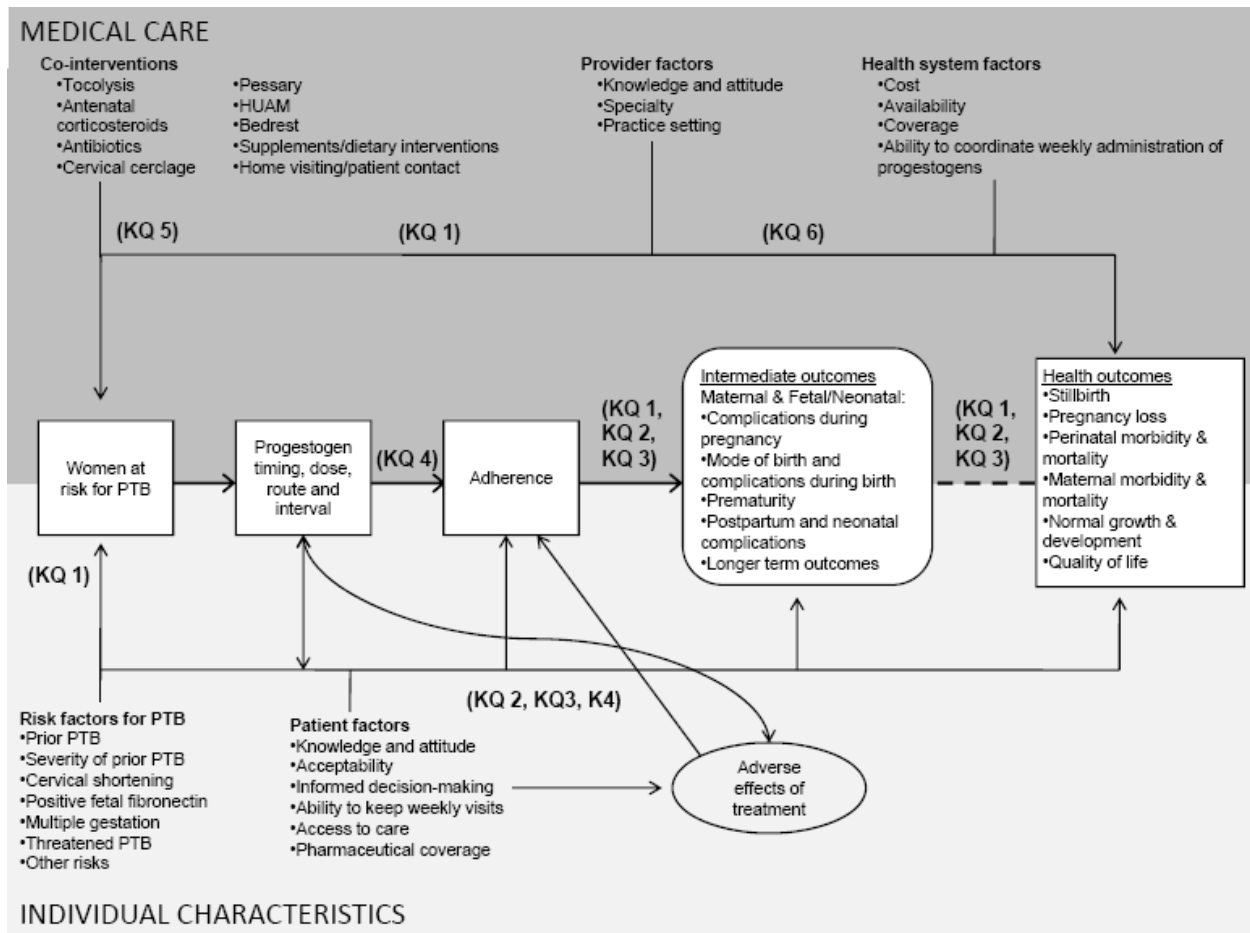 MEDICAL CARE
Co-interventions
•Tocolysis
•Antenatal
corticosteroids
•Antibiotics
•Cervical cerclage
•Pessary
•HUAM
•Bedrest
•Supplements/dietary interventions
•Home visiting/patient contact
Provider factors
•Knowledge and attitude
•Specialty
•Practice setting
Health system factors
•Cost
•Availability
•Coverage
•Ability to coordinate weekly administration of
progestogens
(KQ 5)
(KQ 1)
(KQ 6)
Women at
risk for PTB
Progestogen
timing, dose,
route and
interval
(KQ 4)
Adherence
(KQ 1,
KQ 2,
KQ 3)
Intermediate outcomes
Maternal & Fetal/Neonatal:
•Complications during
pregnancy
•Mode of birth and
complications during birth
•Prematurity
•Postpartum and neonatal
complications
•Longer term outcomes
(KQ 1,
KQ 2,
KQ 3)
Health outcomes
•Stillbirth
•Pregnancy loss
•Perinatal morbidity &
mortality
•Maternal morbidity &
mortality
•Normal growth &
development
•Quality of life
(KQ 1)
(KQ 2, KQ3, K4)
Risk factors for PTB
•Prior PTB
•Severity of prior PTB
•Cervical shortening
•Positive fetal fibronectin
•Multiple gestation
•Threatened PTB
•Other risks
Patient factors
•Knowledge and attitude
•Acceptability
•Informed decision-making
•Ability to keep weekly visits
•Access to care
•Pharmaceutical coverage
Adverse
effects of
treatment
INDIVIDUAL CHARACTERISTICS